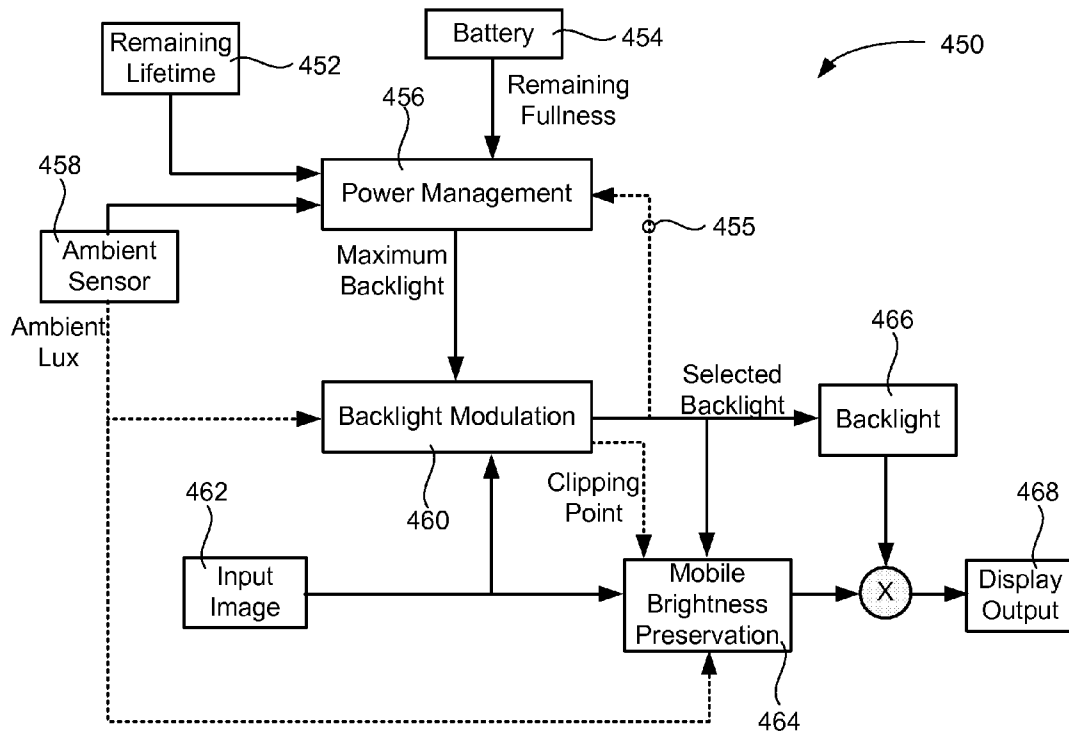 Remaining
Lifetime
452
Battery
454
450
Remaining
Fullness
456
458
Power Management
455
Ambient
Sensor
Maximum
Backlight
Ambient
Lux
466
Selected
Backlight
Backlight Modulation
Backlight
Clipping
Point
462
460
468
Input
Image
Mobile
Brightness
Preservation
X
Display
Output
464